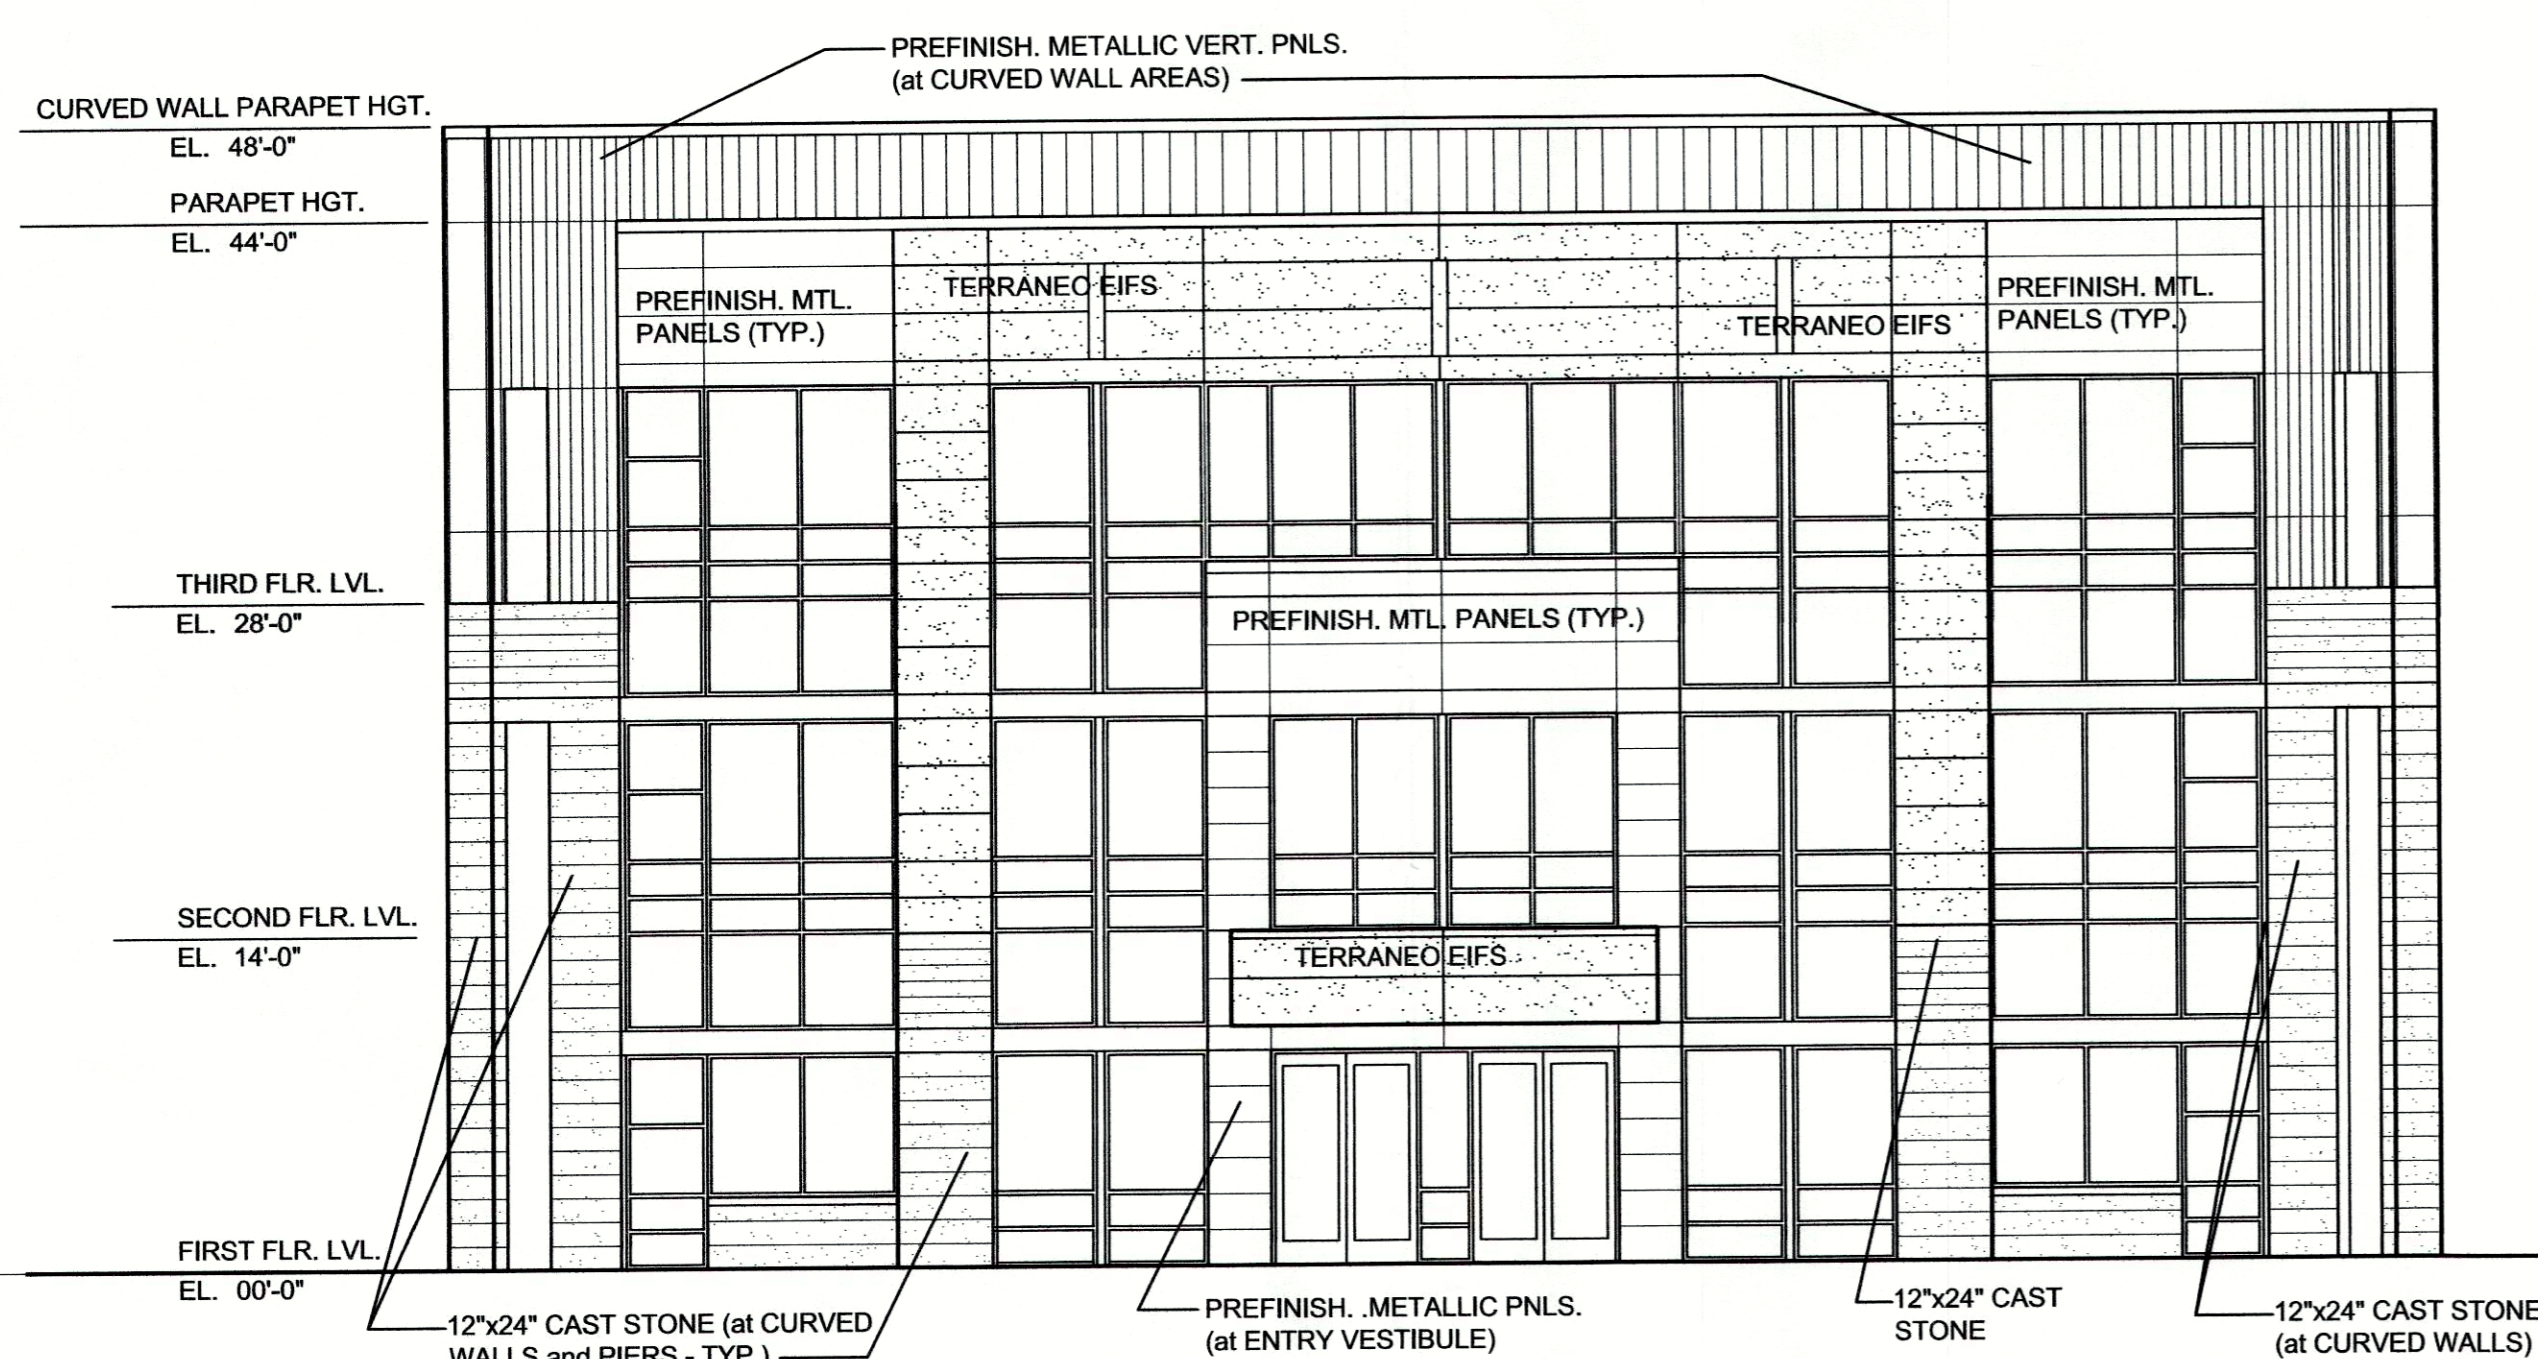 PREFINISH. METALLIC VERT. PNLS.
(at CURVED WALL AREAS)
CURVED WALL PARAPET HGT.
EL. 48'-0"
PARAPET HGT.
EL. 44'-0"
TERRANEO EIFS
PREFINISH. MTL.
PANELS (TYP.)
PREFINISH. MTL.
PANELS (TYP.)
TERRANEO EIFS
THIRD FLR. LVL.
EL. 28'-0"
PREFINISH. MTL. PANELS (TYP.)
SECOND FLR. LVL.
EL. 14'-0"
TERRANEO EIFS
FIRST FLR. LVL.
EL. 00'-0"
12"x24" CAST STONE (at CURVED
WALLS and PIERS - TYP.)
PREFINISH. .METALLIC PNLS.
(at ENTRY VESTIBULE)
12"x24" CAST
STONE
12"x24" CAST STONE
(at CURVED WALLS)